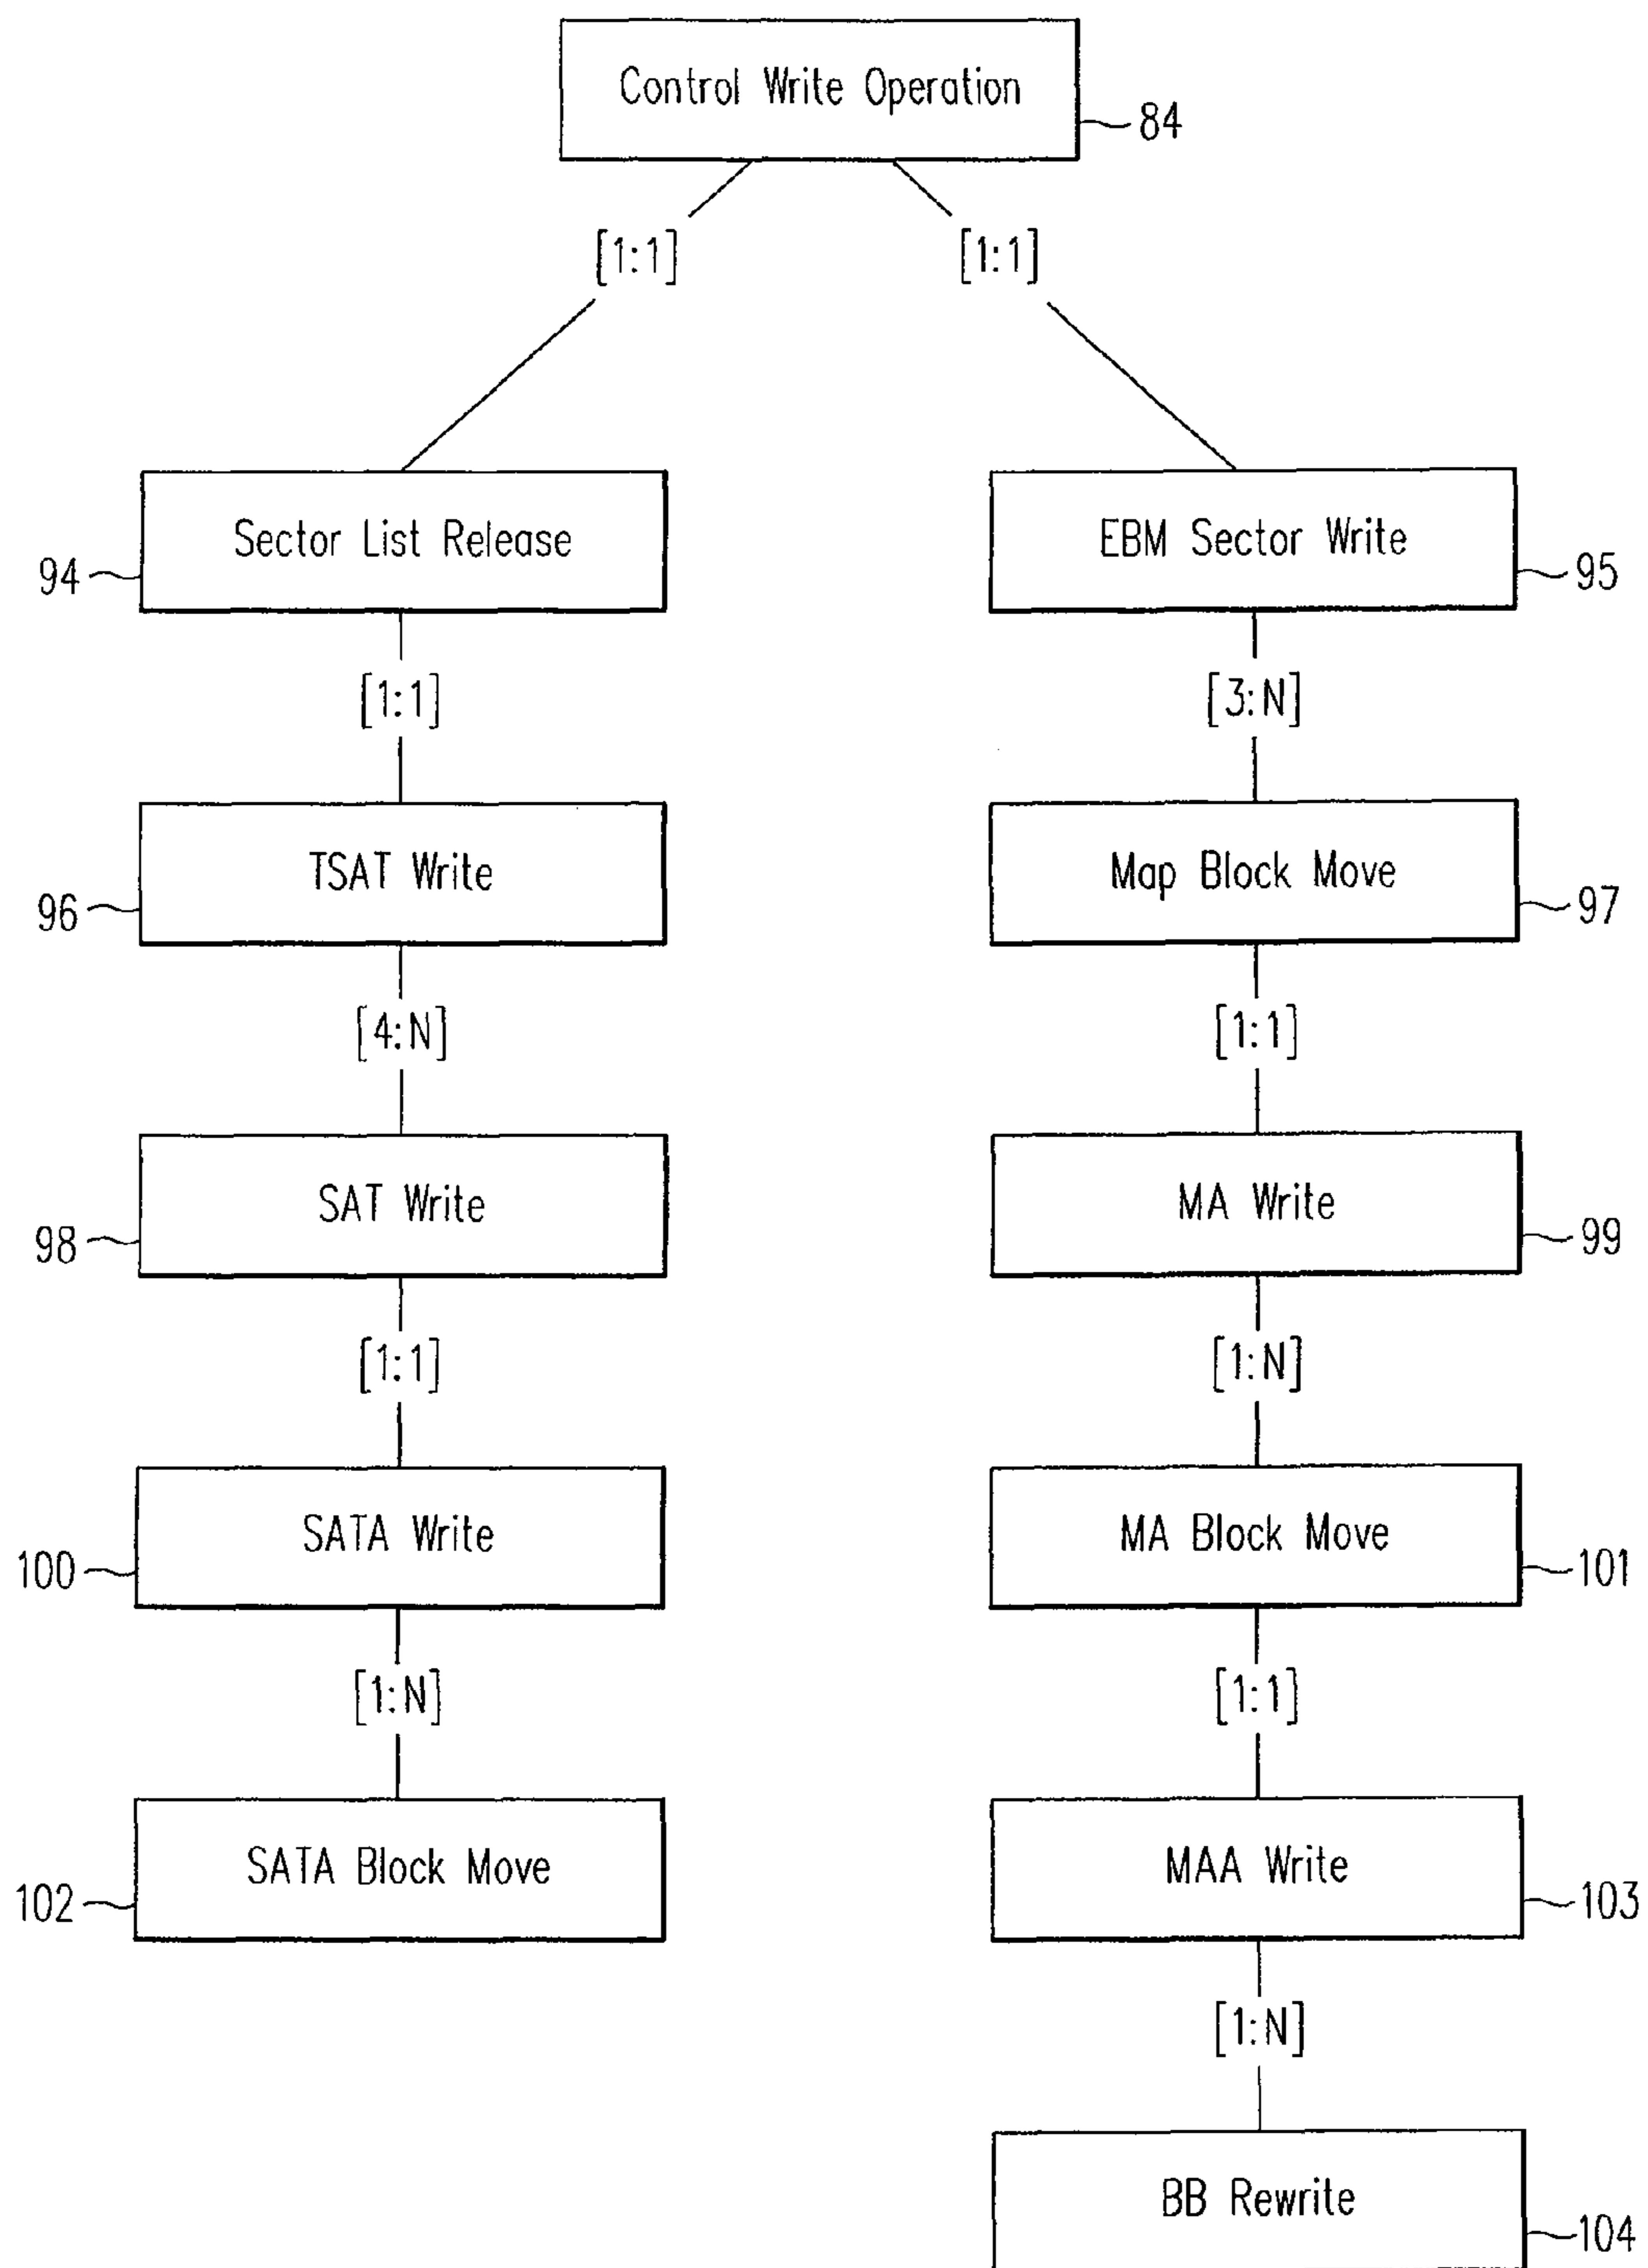 Control Write Operation
84
[1:1]
[1:1]
Sector List Release
94
EBM Sector Write
95
[1:1]
[3:N]
TSAT Write
96
Map Block Move
97
[4:N]
[1:1]
SAT Write
98
MA Write
99
[1:1]
[1:N]
SATA Write
100
MA Block Move
101
[1:N]
[1:1]
SATA Block Move
102
MAA Write
103
[1:N]
BB Rewrite
104